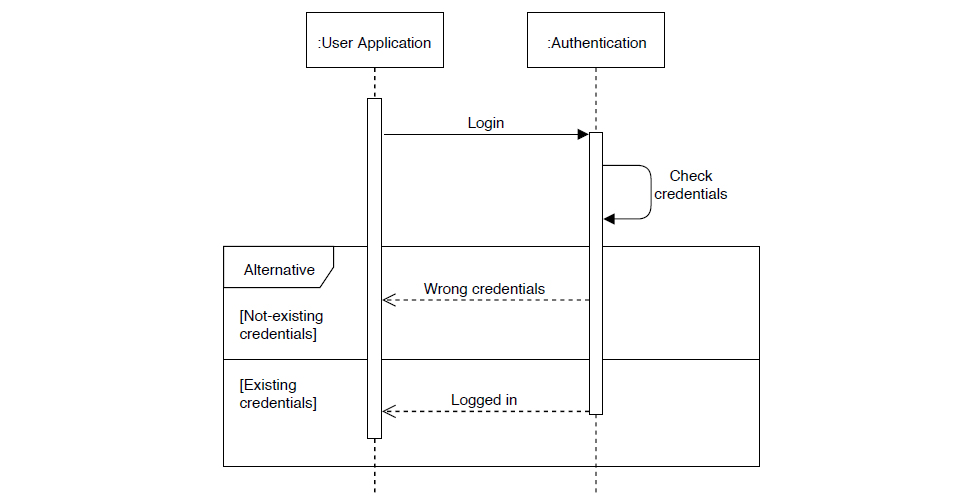 :User Application
:Authentication
Login
Check
credentials
Alternative
Wrong credentials
[Not-existing
credentials]
[Existing
credentials]
Logged in